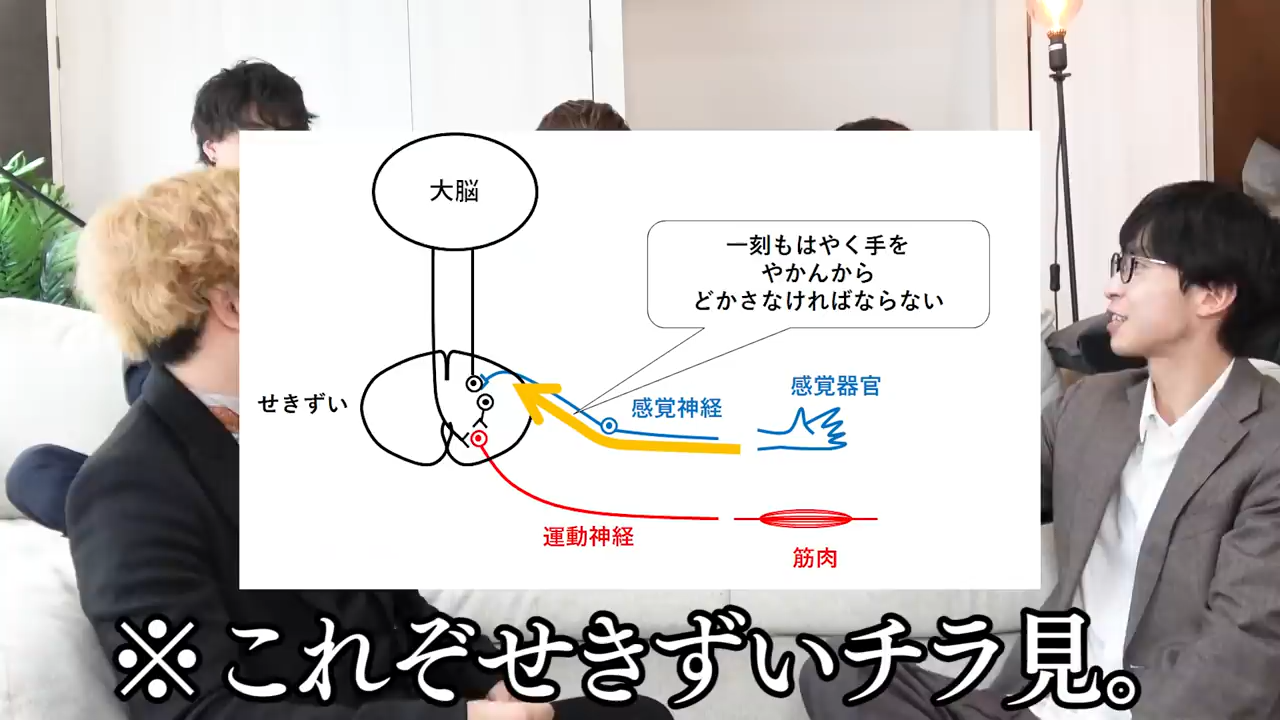 大脳
一刻もはやく手を
やかんから
どかさなければならない
せきずい
感覚神経
感覚器官
運動神経
筋肉
※これぞせきずいチラ見。